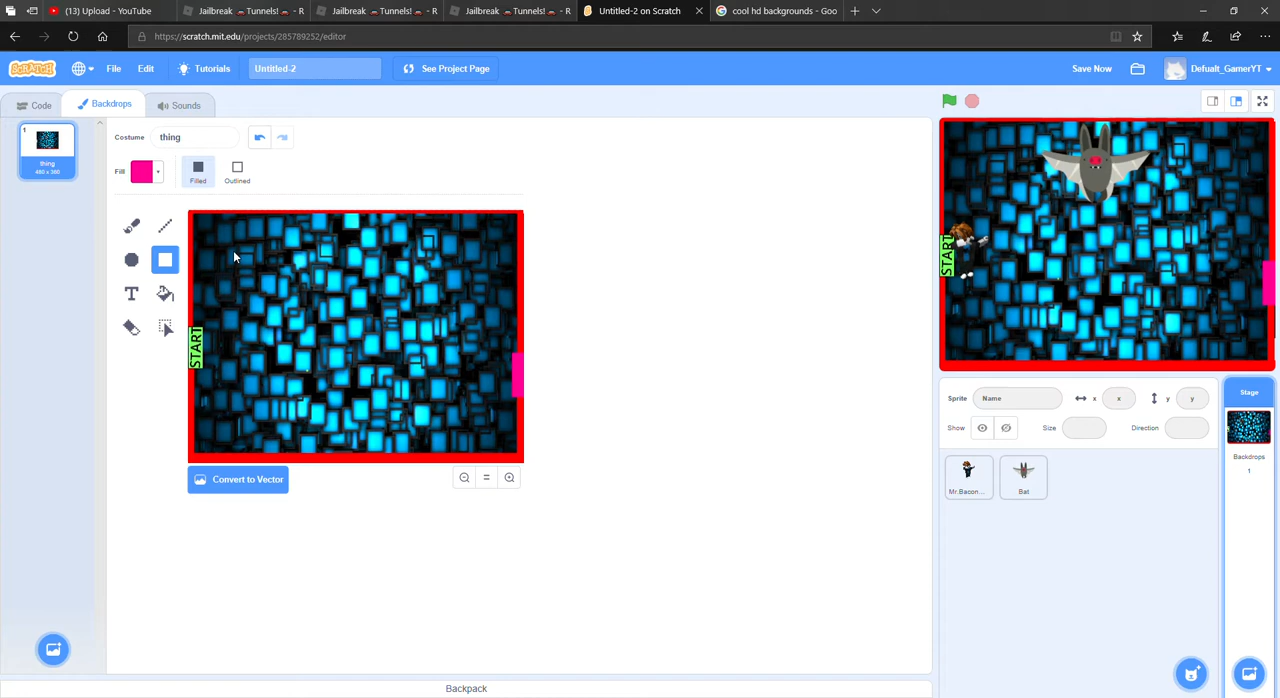 (13) Upload - YouTube
Jailbreak 🚗Tunnels!🚗 - R
Jailbreak 🚗Tunnels!🚗 - R
Jailbreak 🚗Tunnels!🚗 - R
Untitled-2 on Scratch
cool hd backgrounds - Goo
https://scratch.mit.edu/projects/285789252/editor
SCRATCH
File
Edit
Tutorials
Untitled-2
See Project Page
Save Now
Defualt_GamerYT
Code
Backdrops
Sounds
1
thing
480 x 360
Costume
thing
Fill
Filled
Outlined
T
START
START
Convert to Vector
Sprite
Name
x
x
y
y
Show
Size
Direction
Mr.Bacon...
Bat
Stage
Backdrops
1
Backpack